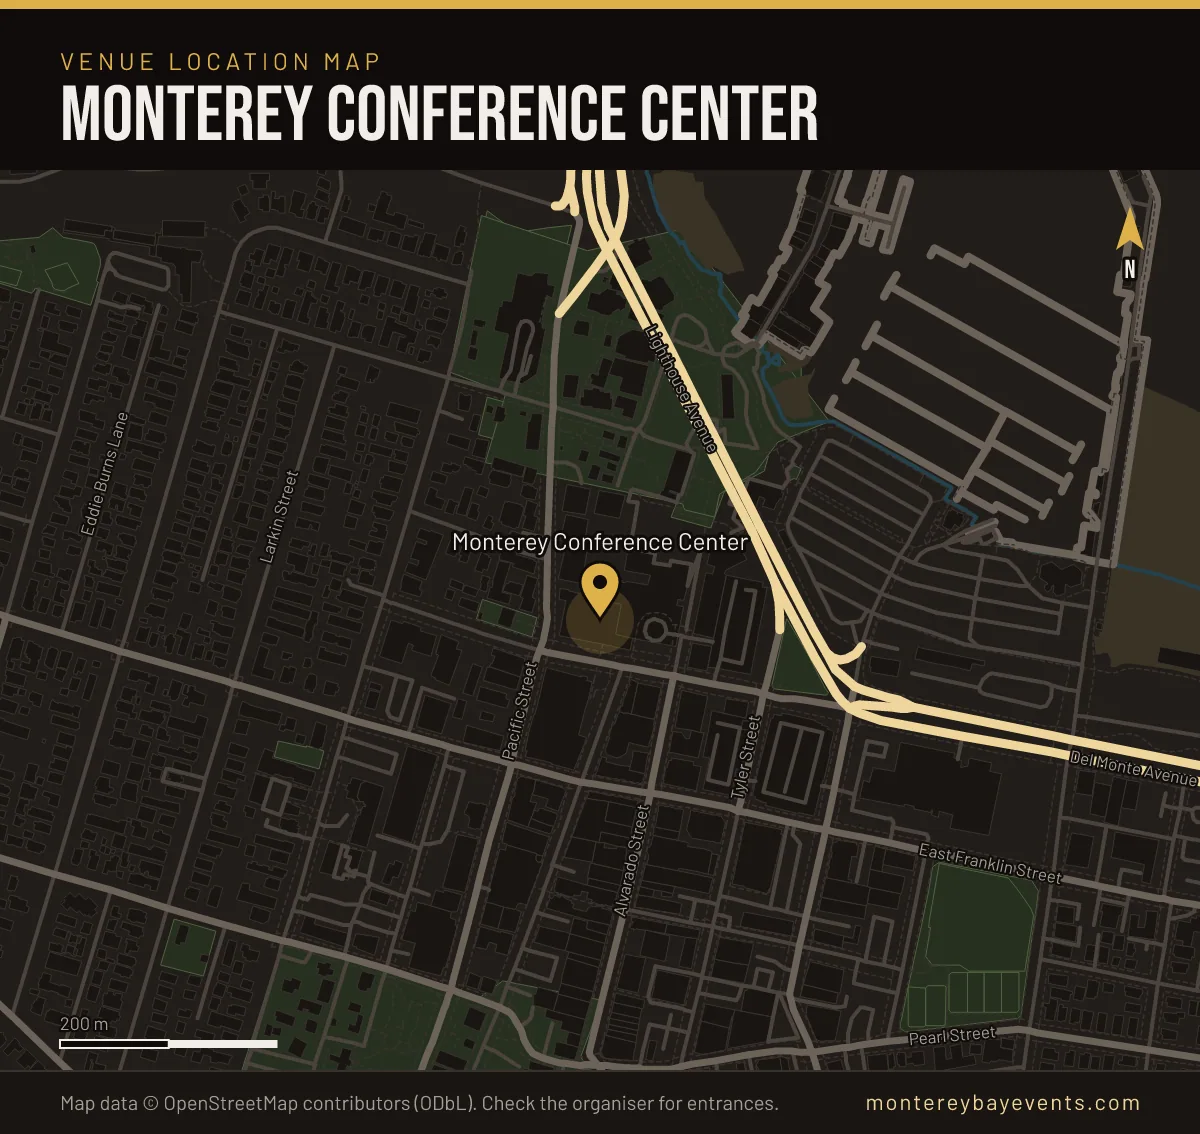 VENUE LOCATION MAP
MONTEREY CONFERENCE CENTER
N
Lighthouse Avenue
Eddie Burns Lane
Larkin Street
Monterey Conference Center
Pacific Street
Tyler Street
Del Monte Avenue
Alvarado Street
East Franklin Street
Pearl Street
200 m
Map data © OpenStreetMap contributors (ODbL). Check the organiser for entrances.
montereybayevents.com